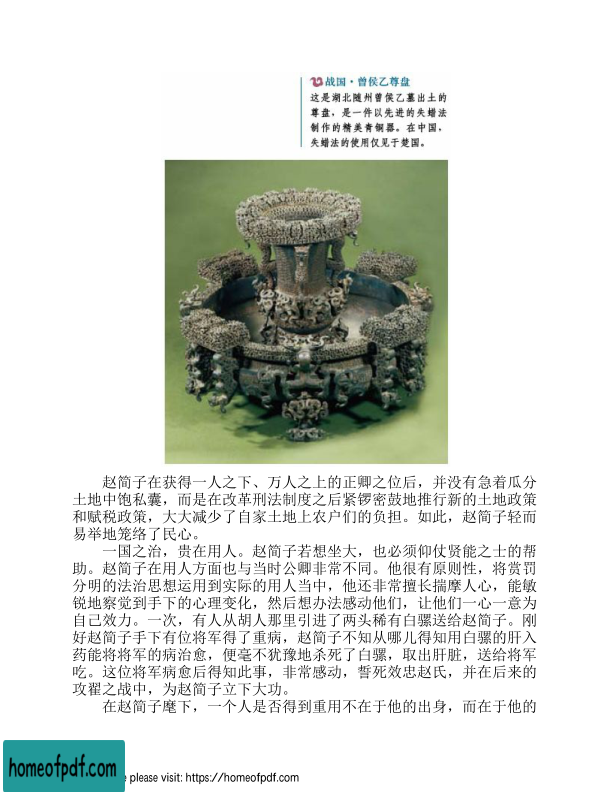 战国·曾侯乙尊盘
这是湖北随州曾侯乙墓出土的
尊盘，是一件以先进的失蜡法
制作的精美青铜器。在中国，
失蜡法的使用仅见于楚国。
赵简子在获得一人之下、万人之上的正卿之位后，并没有急着瓜分
土地中饱私囊，而是在改革刑法制度之后紧锣密鼓地推行新的土地政策
和赋税政策，大大减少了自家土地上农户们的负担。如此，赵简子轻而
易举地笼络了民心。
一国之治，贵在用人。赵简子若想坐大，也必须仰仗贤能之士的帮
助。赵简子在用人方面也与当时公卿非常不同。他很有原则性，将赏罚
分明的法治思想运用到实际的用人当中，他还非常擅长揣摩人心，能敏
锐地察觉到手下的心理变化，然后想办法感动他们，让他们一心一意为
自己效力。一次，有人从胡人那里引进了两头稀有白骡送给赵简子。刚
好赵简子手下有位将军得了重病，赵简子不知从哪儿得知用白骡的肝入
药能将将军的病治愈，便毫不犹豫地杀死了白骡，取出肝脏，送给将军
吃。这位将军病愈后得知此事，非常感动，誓死效忠赵氏，并在后来的
攻翟之战中，为赵简子立下大功。
在赵简子麾下，一个人是否得到重用不在于他的出身，而在于他的
homeofpdf.com
please visit: https://homeofpdf.com